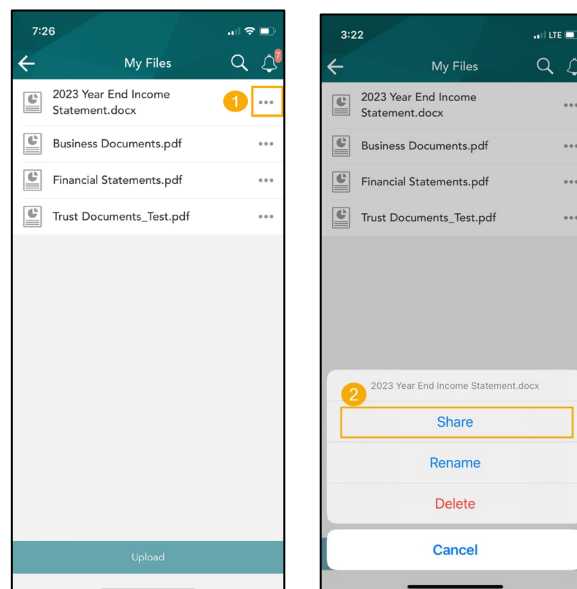 7:26
My Files
7
2023 Year End Income
Statement.docx
1
Business Documents.pdf
Financial Statements.pdf
Trust Documents_Test.pdf
Upload
3:22
LTE
My Files
2023 Year End Income
Statement.docx
Business Documents.pdf
Financial Statements.pdf
Trust Documents_Test.pdf
2023 Year End Income Statement.docx
2
Share
Rename
Delete
Cancel